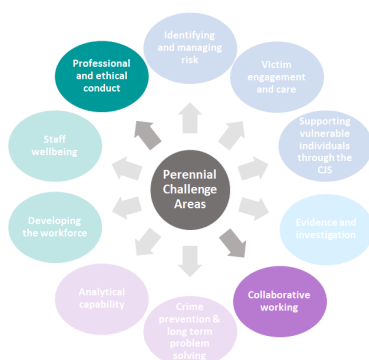 Identifying
and managing
risk
Victim
engagement
and care
Supporting
vulnerable
individuals
through the
CJS
Evidence and
investigation
Collaborative
working
Crime
prevention &
long term
problem
solving
Analytical
capability
Developing
the workforce
Staff
wellbeing
Professional
and ethical
conduct
Perennial
Challenge
Areas